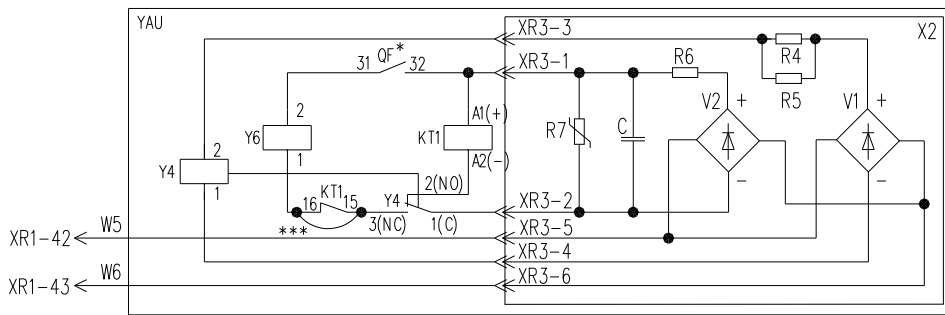 YAU
XR3-3
X2
31 QF* 32
XR3-1
R6
R4
R5
2
A1(+)
V2 +
V1 +
Y6
KT1
R7
C
2
1
A2(-)
Y4
2(NO)
-
-
1
16 KT1 15
Y4
XR3-2
***
3(NC)
1(C)
XR1-42
W5
XR3-5
XR3-4
XR1-43
W6
XR3-6